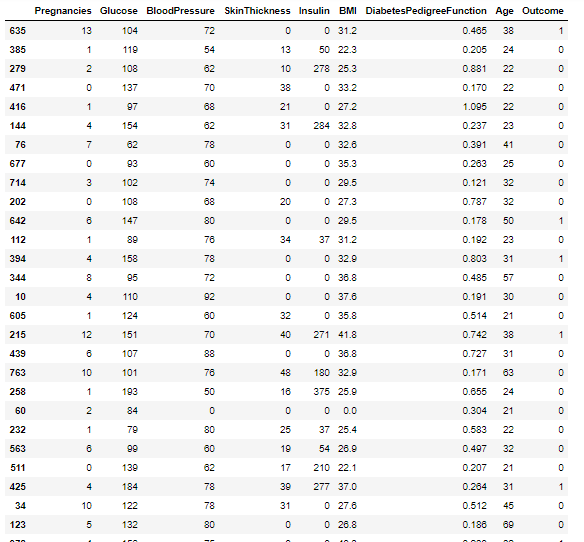 Pregnancies Glucose BloodPressure SkinThickness Insulin BMI DiabetesPedigreeFunction Age Outcome
635 13 104 72 0 0 31.2 0.465 38 1
385 1 119 54 13 50 22.3 0.205 24 0
279 2 108 62 10 278 25.3 0.881 22 0
471 0 137 70 38 0 33.2 0.170 22 0
416 1 97 68 21 0 27.2 1.095 22 0
144 4 154 62 31 284 32.8 0.237 23 0
76 7 62 78 0 0 32.6 0.391 41 0
677 0 93 60 0 0 35.3 0.263 25 0
714 3 102 74 0 0 29.5 0.121 32 0
202 0 108 68 20 0 27.3 0.787 32 0
642 6 147 80 0 0 29.5 0.178 50 1
112 1 89 76 34 37 31.2 0.192 23 0
394 4 158 78 0 0 32.9 0.803 31 1
344 8 95 72 0 0 36.8 0.485 57 0
10 4 110 92 0 0 37.6 0.191 30 0
605 1 124 60 32 0 35.8 0.514 21 0
215 12 151 70 40 271 41.8 0.742 38 1
439 6 107 88 0 0 36.8 0.727 31 0
763 10 101 76 48 180 32.9 0.171 63 0
258 1 193 50 16 375 25.9 0.655 24 0
60 2 84 0 0 0 0.0 0.304 21 0
232 1 79 80 25 37 25.4 0.583 22 0
563 6 99 60 19 54 26.9 0.497 32 0
511 0 139 62 17 210 22.1 0.207 21 0
425 4 184 78 39 277 37.0 0.264 31 1
34 10 122 78 31 0 27.6 0.512 45 0
123 5 132 80 0 0 26.8 0.186 69 0